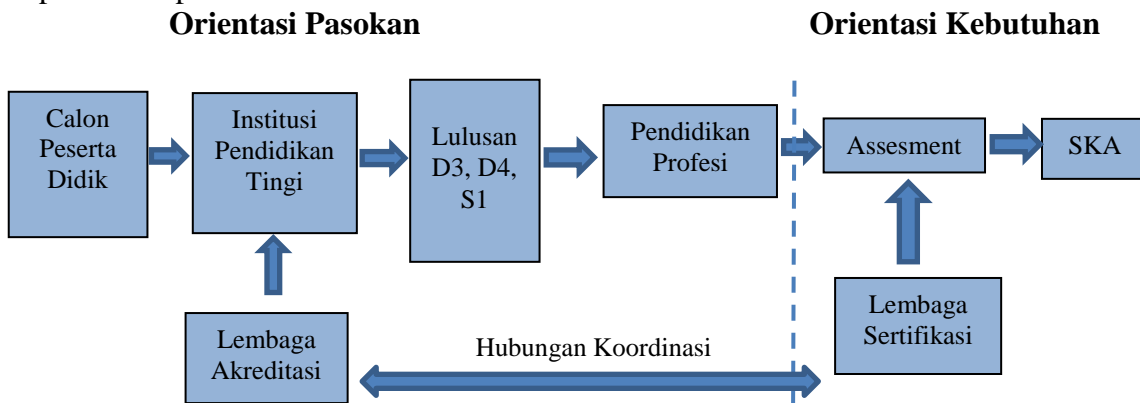 Orientasi Pasokan
Orientasi Kebutuhan
Calon
Peserta
Didik
Institusi
Pendidikan
Tingi
Lulusan
D3, D4,
S1
Pendidikan
Profesi
Assesment
SKA
Lembaga
Akreditasi
Hubungan Koordinasi
Lembaga
Sertifikasi